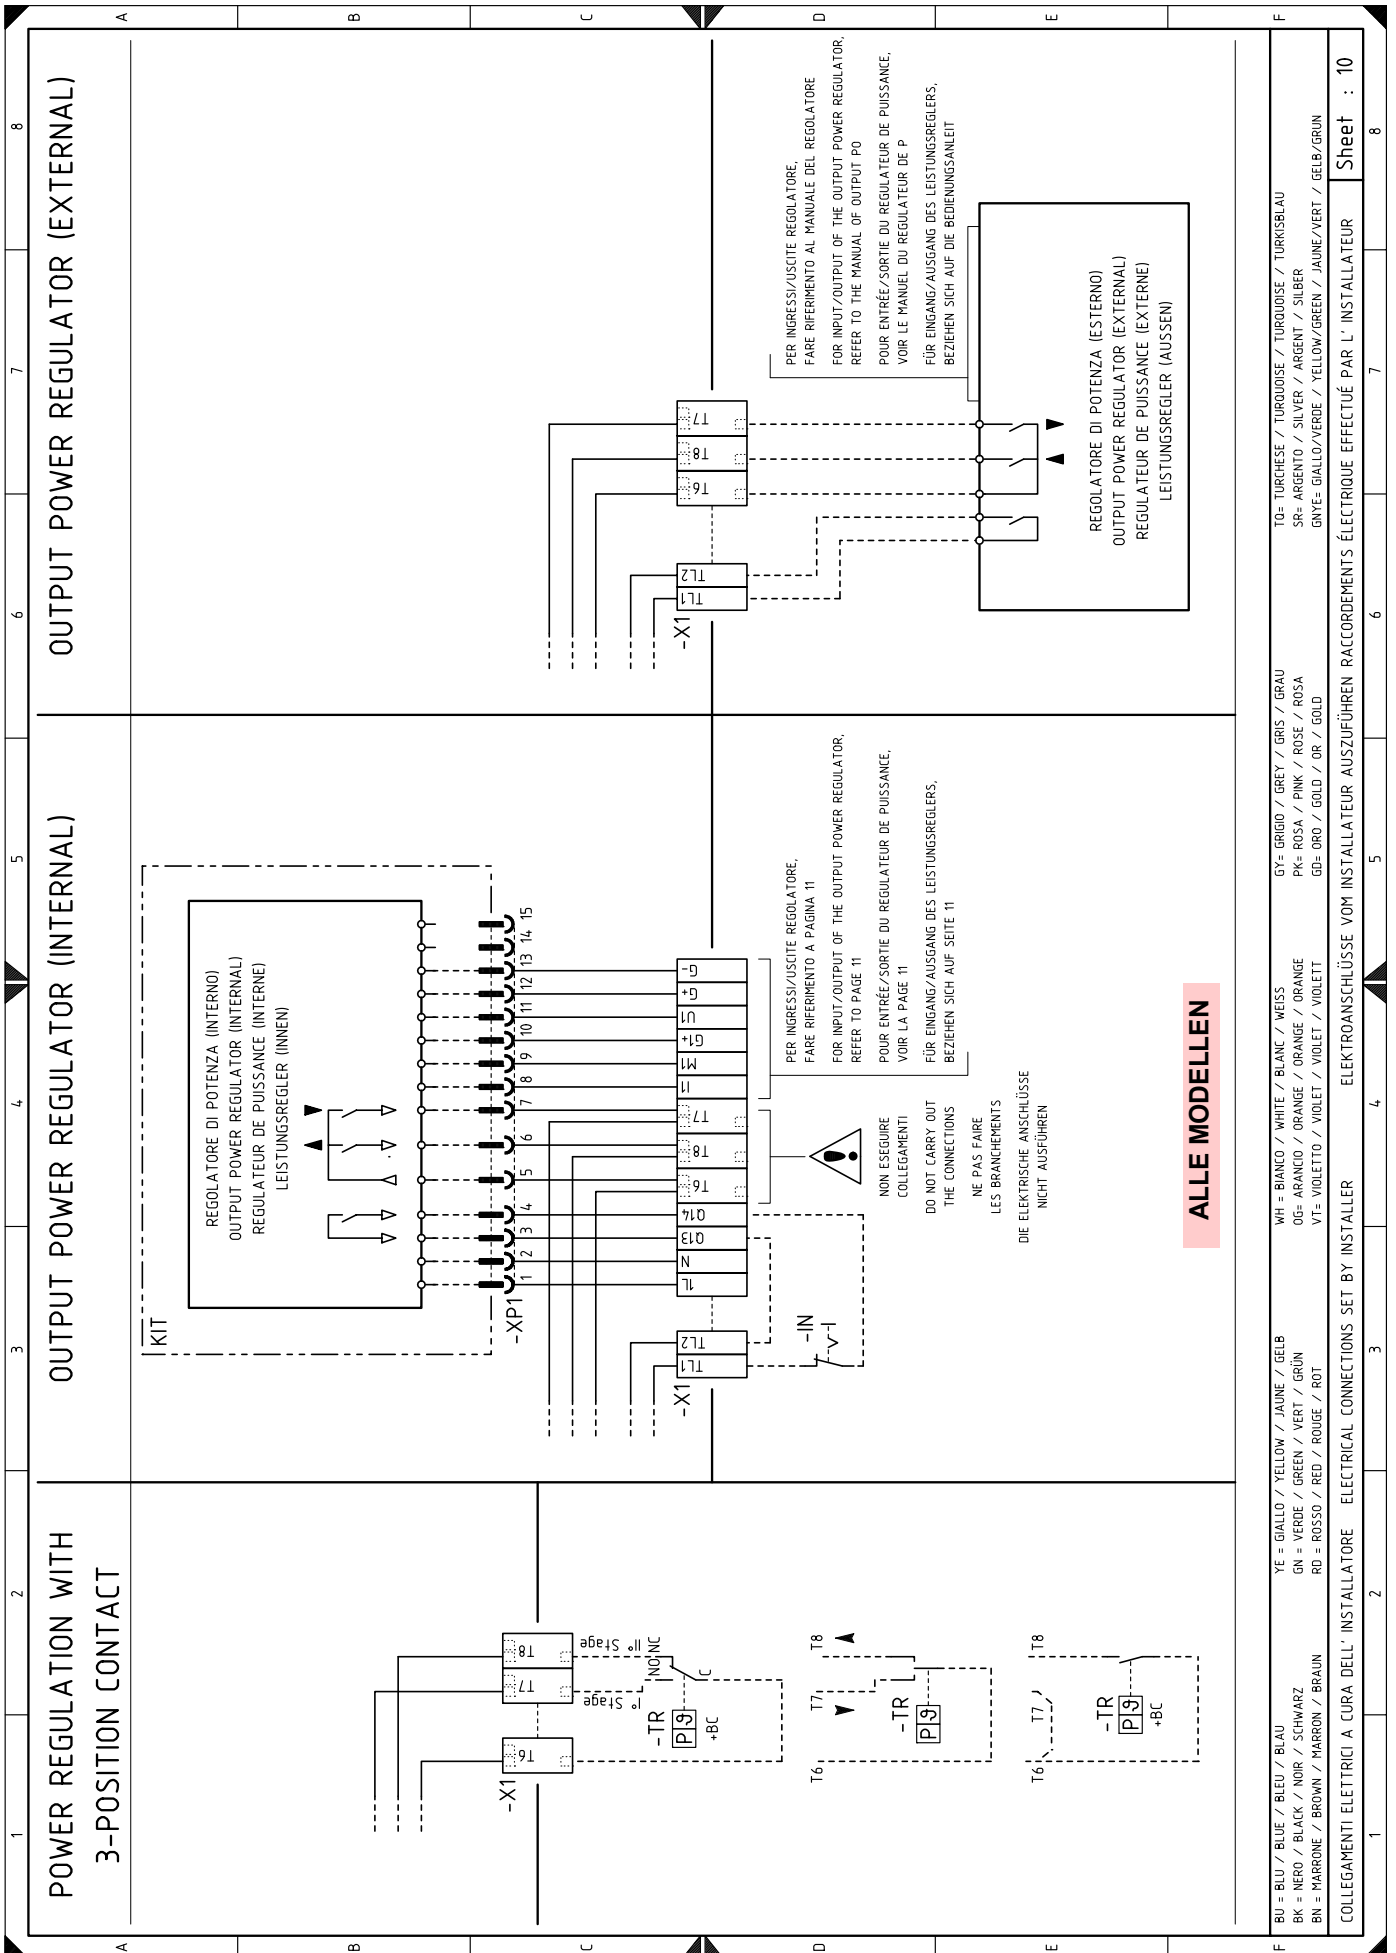 1
2
3
4
5
6
7
8
A
B
C
D
E
F
POWER REGULATION WITH
3-POSITION CONTACT
-X1
T6
T7
T8
I° Stage
II° Stage
NO
NC
C
-TR
P
ϑ
+BC
T6
T7
T8
-TR
P
ϑ
T6
T7
T8
-TR
P
ϑ
+BC
OUTPUT POWER REGULATOR (INTERNAL)
KIT
REGOLATORE DI POTENZA (INTERNO)
OUTPUT POWER REGULATOR (INTERNAL)
REGULATEUR DE PUISSANCE (INTERNE)
LEISTUNGSREGLER (INNEN)
-XP1
1
2
3
4
5
6
7
8
9
10
11
12
13
14
15
-X1
TL1
TL2
1L
N
Q13
Q14
T6
T8
T7
I1
M1
G1+
U1
G+
G-
-IN
NON ESEGUIRE
COLLEGAMENTI
DO NOT CARRY OUT
THE CONNECTIONS
NE PAS FAIRE
LES BRANCHEMENTS
DIE ELEKTRISCHE ANSCHLÜSSE
NICHT AUSFÜHREN
PER INGRESSI/USCITE REGOLATORE,
FARE RIFERIMENTO A PAGINA 11
FOR INPUT/OUTPUT OF THE OUTPUT POWER REGULATOR,
REFER TO PAGE 11
POUR ENTRÉE/SORTIE DU REGULATEUR DE PUISSANCE,
VOIR LA PAGE 11
FÜR EINGANG/AUSGANG DES LEISTUNGSREGLERS,
BEZIEHEN SICH AUF SEITE 11
ALLE MODELLEN
OUTPUT POWER REGULATOR (EXTERNAL)
-X1
TL1
TL2
T6
T8
T7
PER INGRESSI/USCITE REGOLATORE,
FARE RIFERIMENTO AL MANUALE DEL REGOLATORE
FOR INPUT/OUTPUT OF THE OUTPUT POWER REGULATOR,
REFER TO THE MANUAL OF OUTPUT PO
POUR ENTRÉE/SORTIE DU REGULATEUR DE PUISSANCE,
VOIR LE MANUEL DU REGULATEUR DE P
FÜR EINGANG/AUSGANG DES LEISTUNGSREGLERS,
BEZIEHEN SICH AUF DIE BEDIENUNGSANLEIT
REGOLATORE DI POTENZA (ESTERNO)
OUTPUT POWER REGULATOR (EXTERNAL)
REGULATEUR DE PUISSANCE (EXTERNE)
LEISTUNGSREGLER (AUSSEN)
BU = BLU / BLUE / BLEU / BLAU
BK = NERO / BLACK / NOIR / SCHWARZ
BN = MARRONE / BROWN / MARRON / BRAUN
YE = GIALLO / YELLOW / JAUNE / GELB
GN = VERDE / GREEN / VERT / GRÜN
RD = ROSSO / RED / ROUGE / ROT
WH = BIANCO / WHITE / BLANC / WEISS
OG= ARANCIO / ORANGE / ORANGE / ORANGE
VT= VIOLETTO / VIOLET / VIOLET / VIOLETT
GY= GRIGIO / GREY / GRIS / GRAU
PK= ROSA / PINK / ROSE / ROSA
GD= ORO / GOLD / OR / GOLD
TQ= TURCHESE / TURQUOISE / TURQUOISE / TURKISBLAU
SR= ARGENTO / SILVER / ARGENT / SILBER
GNYE= GIALLO/VERDE / YELLOW/GREEN / JAUNE/VERT / GELB/GRUN
COLLEGAMENTI ELETTRICI A CURA DELL' INSTALLATORE ELECTRICAL CONNECTIONS SET BY INSTALLER ELEKTROANSCHLÜSSE VOM INSTALLATEUR AUSZUFÜHREN RACCORDEMENTS ÉLECTRIQUE EFFECTUÉ PAR L' INSTALLATEUR
Sheet : 10
1
2
3
4
5
6
7
8
A
B
C
D
E
F